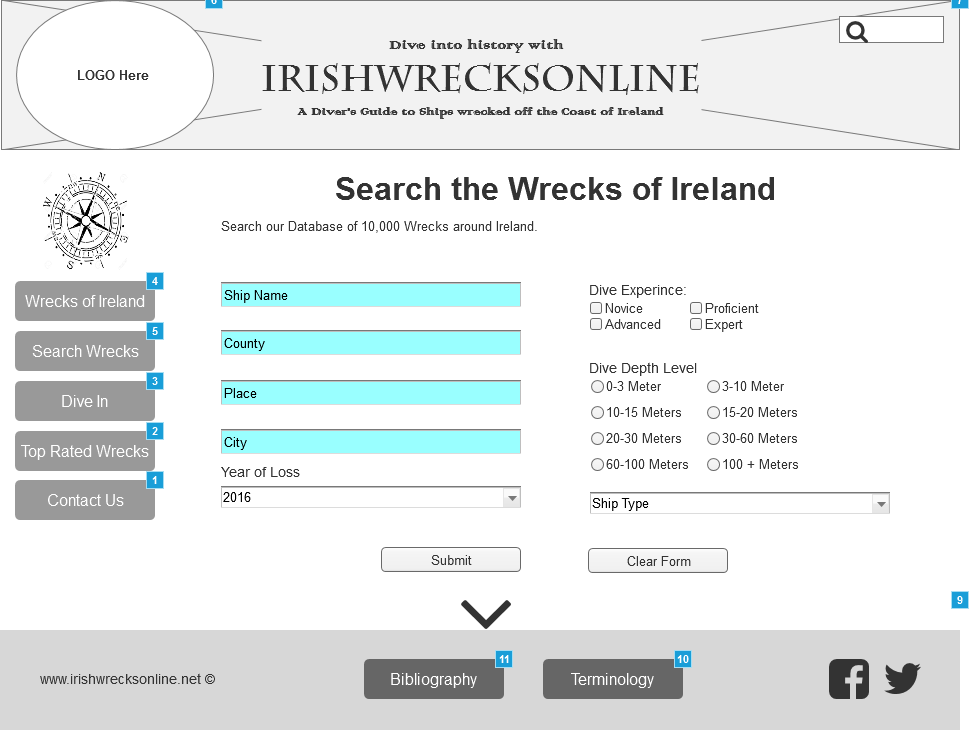 6
7
LOGO Here
Dive into history with
IRISHWRECKSONLINE
A Diver's Guide to Ships wrecked off the Coast of Ireland
N
W
E
S
Search the Wrecks of Ireland
Search our Database of 10,000 Wrecks around Ireland.
4
Wrecks of Ireland
5
Search Wrecks
3
Dive In
2
Top Rated Wrecks
1
Contact Us
Ship Name
County
Place
City
Year of Loss
2016
Submit
Dive Experince:
Novice Proficient
Advanced Expert
Dive Depth Level
0-3 Meter 3-10 Meter
10-15 Meters 15-20 Meters
20-30 Meters 30-60 Meters
60-100 Meters 100 + Meters
Ship Type
Clear Form
9
www.irishwrecksonline.net ©
11
Bibliography
10
Terminology